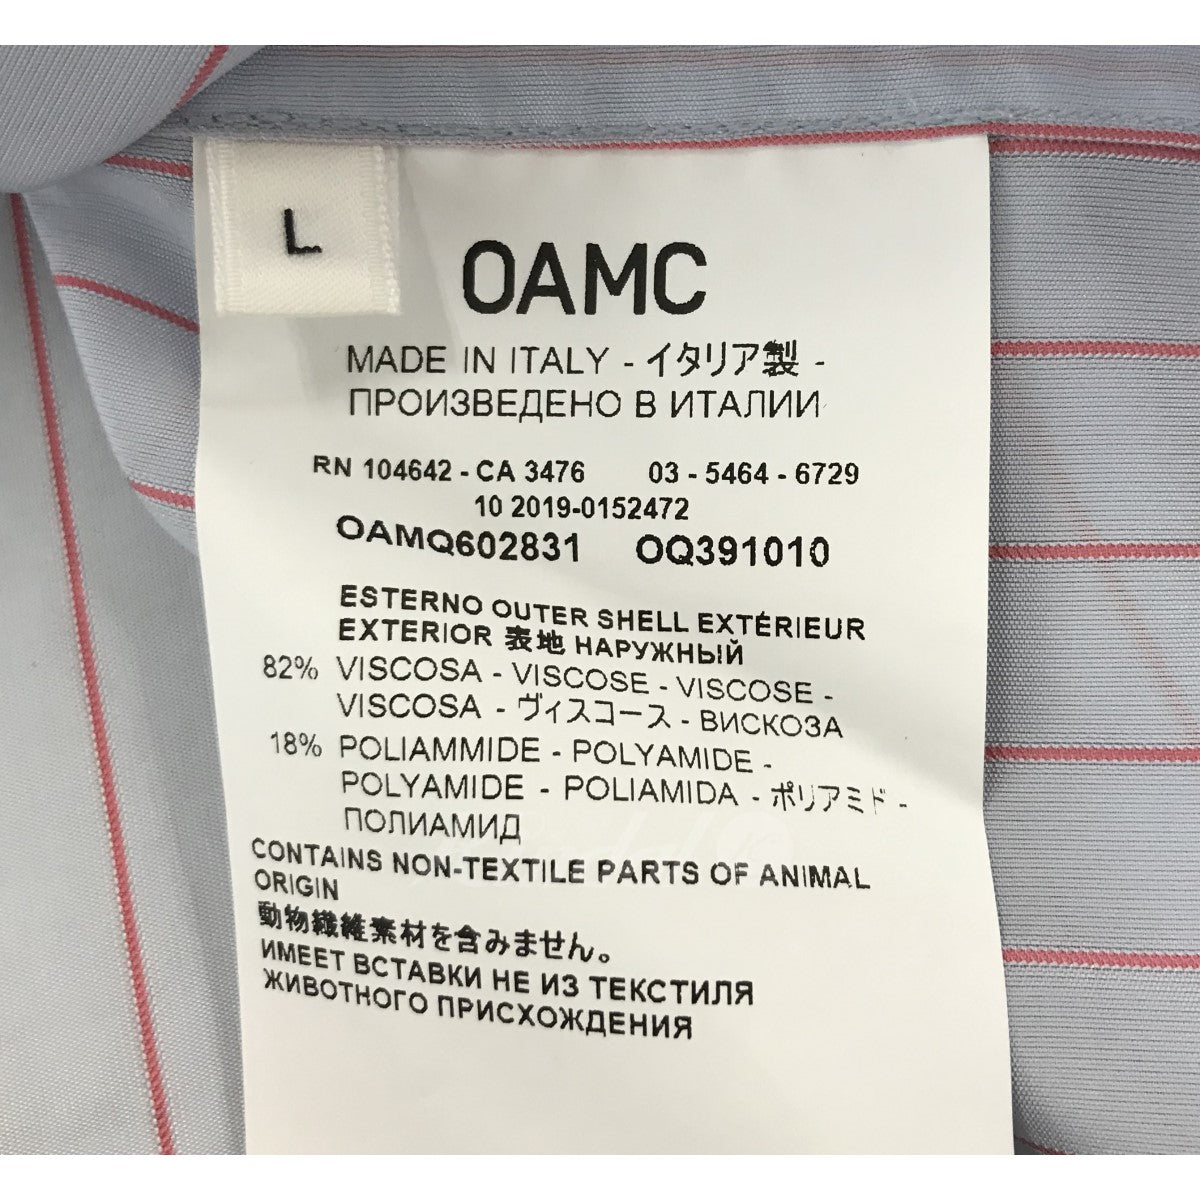 L
OAMC
MADE IN ITALY - イタリア製 -
ПРОИЗВЕДЕНО В ИТАЛИИ
RN 104642 - CA 3476 03 - 5464 - 6729
10 2019-0152472
OAMQ602831 OQ391010
ESTERNO OUTER SHELL EXTÉRIEUR
EXTERIOR 表地 НАРУЖНЫЙ
82% VISCOSA - VISCOSE - VISCOSE -
VISCOSA - ヴィスコース - ВИСКОЗА
18% POLIAMMIDE - POLYAMIDE -
POLYAMIDE - POLIAMIDA - ポリアミド -
ПОЛИАМИД
CONTAINS NON-TEXTILE PARTS OF ANIMAL
ORIGIN
動物繊維素材を含みません。
ИМЕЕТ ВСТАВКИ НЕ ИЗ ТЕКСТИЛЯ
ЖИВОТНОГО ПРИСХОЖДЕНИЯ